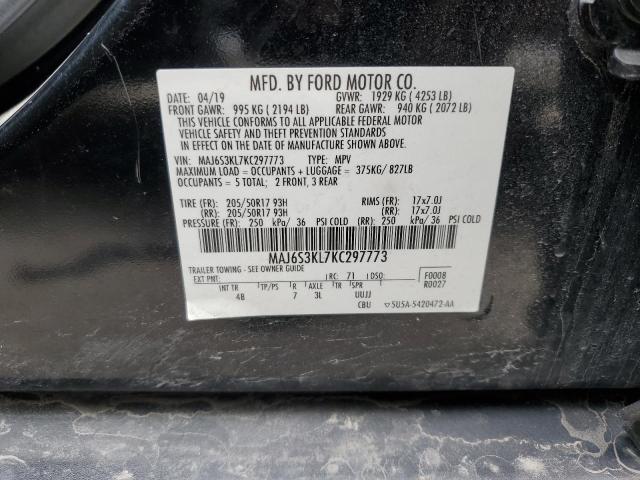 MFD. BY FORD MOTOR CO.
DATE: 04/19 GVWR: 1929 KG ( 4253 LB)
FRONT GAWR: 995 KG ( 2194 LB) REAR GAWR: 940 KG ( 2072 LB)
THIS VEHICLE CONFORMS TO ALL APPLICABLE FEDERAL MOTOR
VEHICLE SAFETY AND THEFT PREVENTION STANDARDS
IN EFFECT ON THE DATE OF MANUFACTURE SHOWN ABOVE.
VIN: MAJ6S3KL7KC297773 TYPE: MPV
MAXIMUM LOAD = OCCUPANTS + LUGGAGE = 375KG/ 827LB
OCCUPANTS = 5 TOTAL; 2 FRONT, 3 REAR
TIRE (FR): 205/50R17 93H RIMS (FR): 17x7.0J
(RR): 205/50R17 93H (RR): 17x7.0J
PRESSURE (FR): 250 kPa/ 36 PSI COLD (RR): 250 kPa/ 36 PSI COLD
MAJ6S3KL7KC297773
TRAILER TOWING - SEE OWNER GUIDE
EXT PNT: RC: 71 DSO: F0008
R0027
INT TR TP/PS R AXLE TR SPR
4B 7 3L UUJJ
CBU 5U5A-5420472-AA